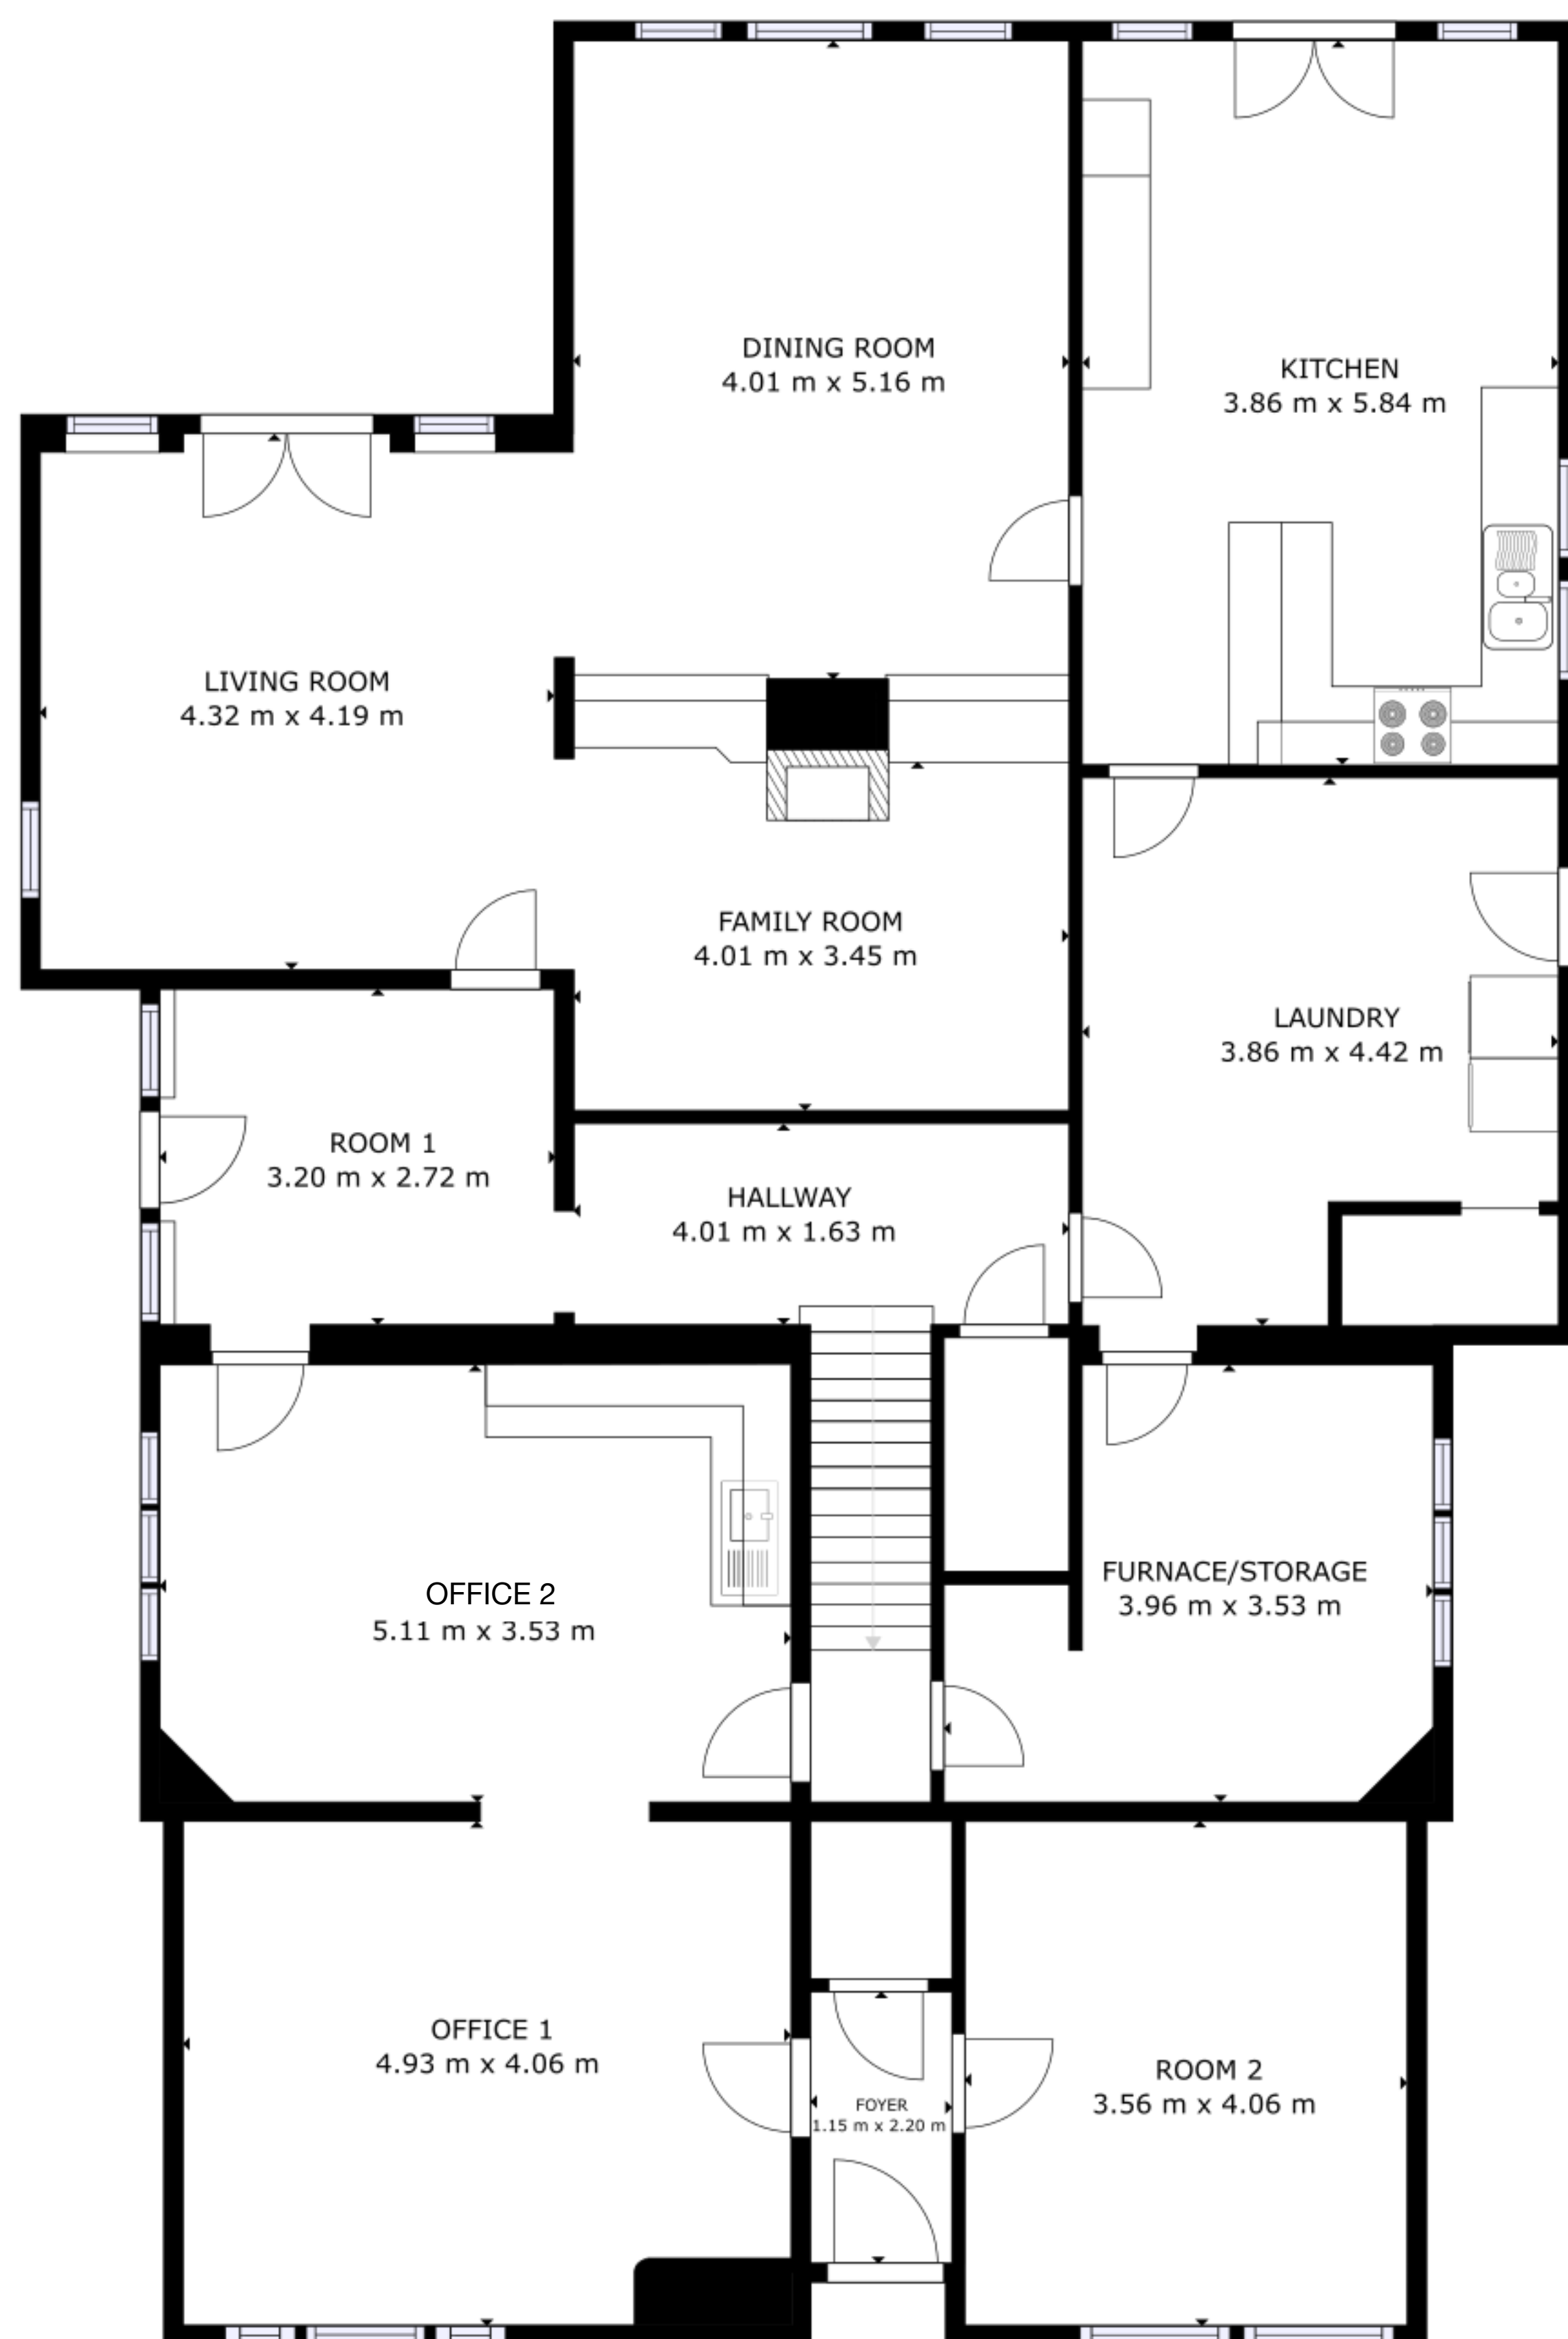 DINING ROOM
4.01 m x 5.16 m
KITCHEN
3.86 m x 5.84 m
LIVING ROOM
4.32 m x 4.19 m
FAMILY ROOM
4.01 m x 3.45 m
LAUNDRY
3.86 m x 4.42 m
ROOM 1
3.20 m x 2.72 m
HALLWAY
4.01 m x 1.63 m
OFFICE 2
5.11 m x 3.53 m
FURNACE/STORAGE
3.96 m x 3.53 m
OFFICE 1
4.93 m x 4.06 m
FOYER
1.15 m x 2.20 m
ROOM 2
3.56 m x 4.06 m